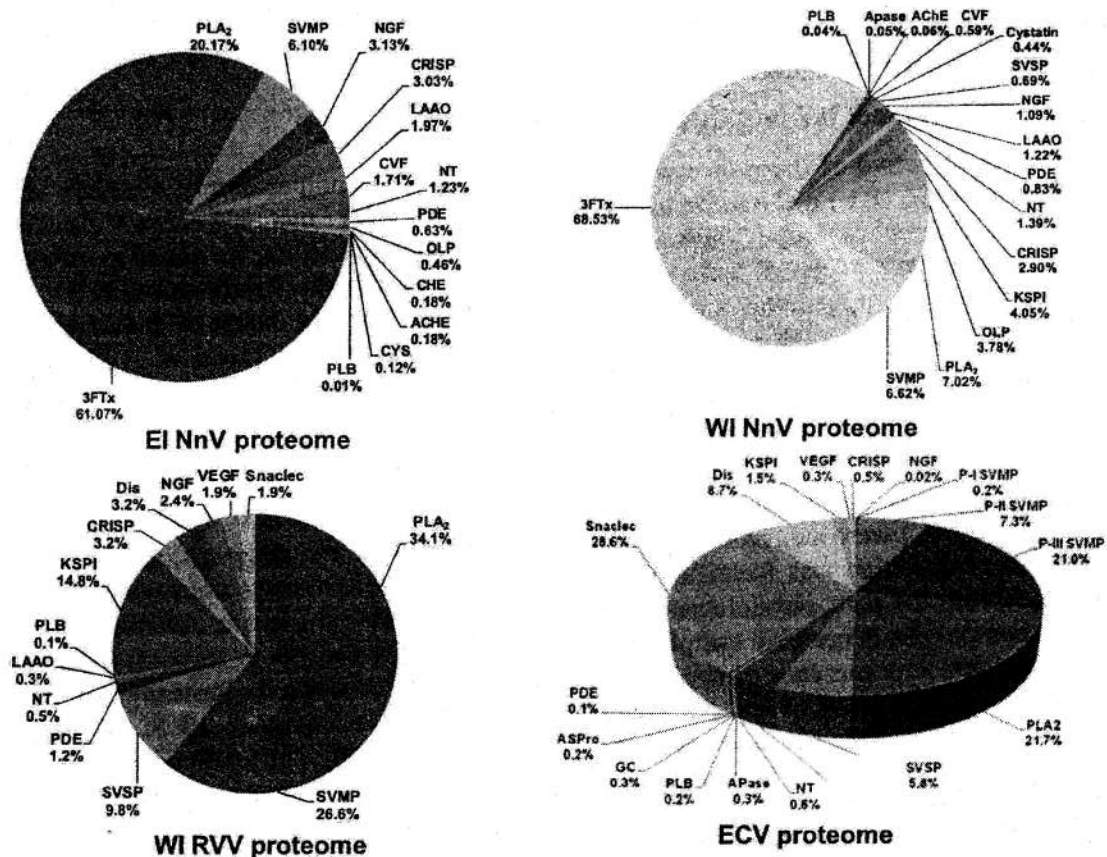 PLA₂
20.17%
SVMP
6.10%
NGF
3.13%
CRISP
3.03%
LAAO
1.97%
CVF
1.71%
NT
1.23%
PDE
0.63%
OLP
0.46%
CHE
0.18%
ACHE
0.18%
CYS
0.12%
PLB
0.01%
3FTx
61.07%
EI NnV proteome
PLB
0.04%
Apase
0.05%
AChE
0.06%
CVF
0.59%
Cystatin
0.44%
SVSP
0.69%
NGF
1.09%
LAAO
1.22%
PDE
0.83%
NT
1.39%
CRISP
2.90%
KSPI
4.05%
OLP
3.78%
PLA₂
7.02%
SVMP
6.62%
3FTx
68.53%
WI NnV proteome
Dis
3.2%
NGF
2.4%
VEGF
1.9%
Snaclec
1.9%
PLA₂
34.1%
CRISP
3.2%
KSPI
14.8%
PLB
0.1%
LAAO
0.3%
NT
0.5%
PDE
1.2%
SVSP
9.8%
SVMP
26.6%
WI RVV proteome
Snaclec
28.6%
Dis
8.7%
KSPI
1.5%
VEGF
0.3%
CRISP
0.5%
NGF
0.02%
P-I SVMP
0.2%
P-II SVMP
7.3%
P-III SVMP
21.0%
PLA2
21.7%
SVSP
NT
APase
0.3%
PLB
0.2%
GC
0.3%
ASPro
0.2%
PDE
0.1%
ECV proteome